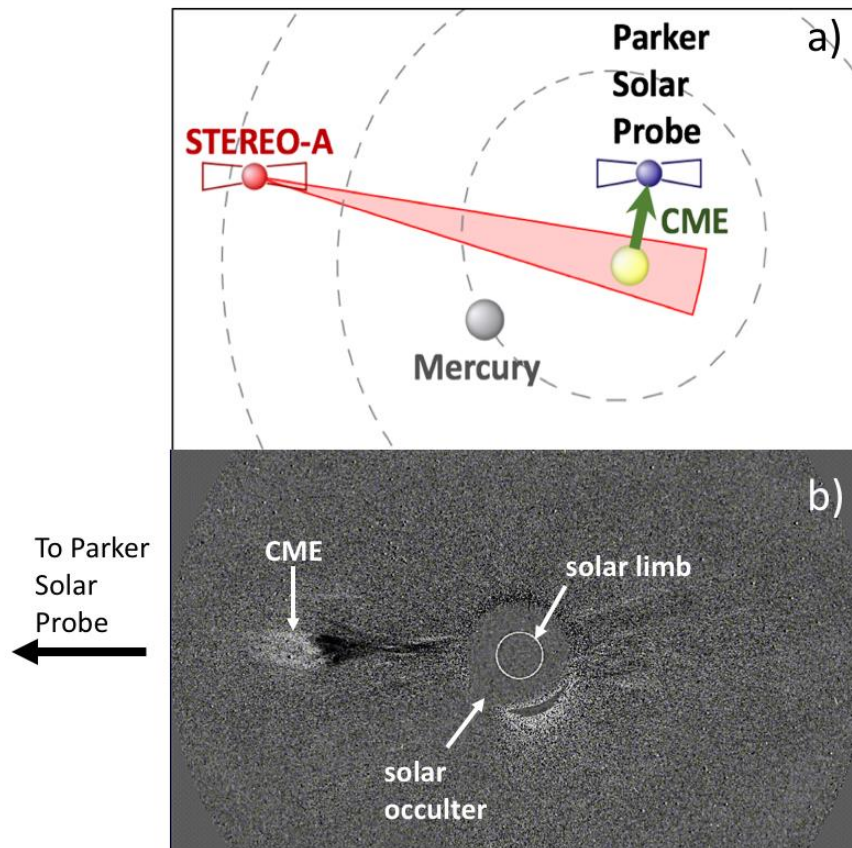 a)
Parker
Solar
Probe
STEREO-A
CME
Mercury
b)
To Parker
Solar
Probe
CME
solar limb
solar
occulter